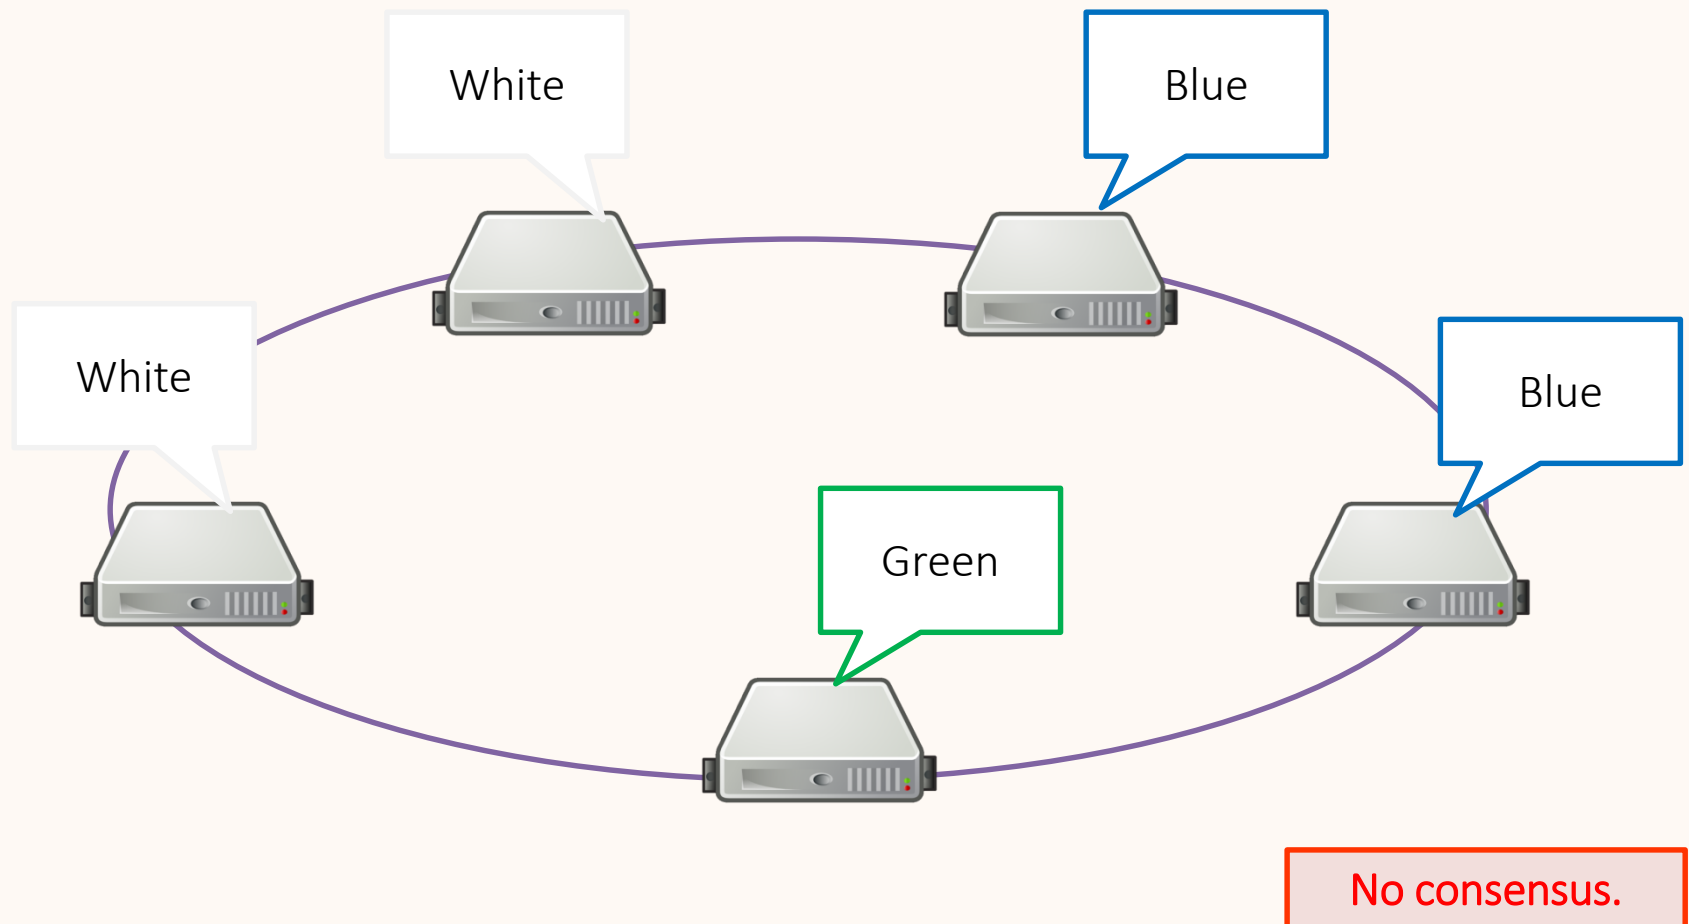 White
Blue
White
Blue
Green
No consensus.